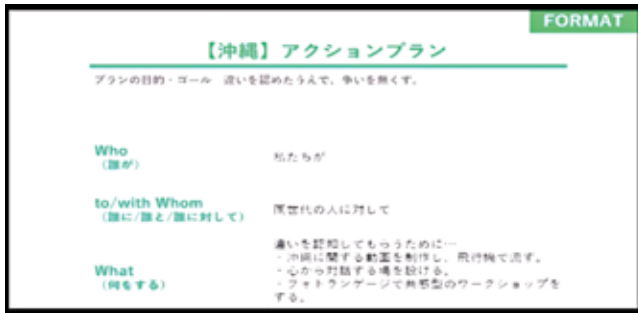 FORMAT
【沖縄】アクションプラン
プランの目的・ゴール　違いを認めたうえで、争いを無くす。
Who
（誰が）
私たちが
to/with Whom
（誰に/誰と/誰に対して）
同世代の人に対して
What
（何をする）
違いを認知してもらうために…
・沖縄に関する動画を制作し、飛行機で流す。
・心から対話する場を設ける。
・フォトランゲージで共感型のワークショップを
する。